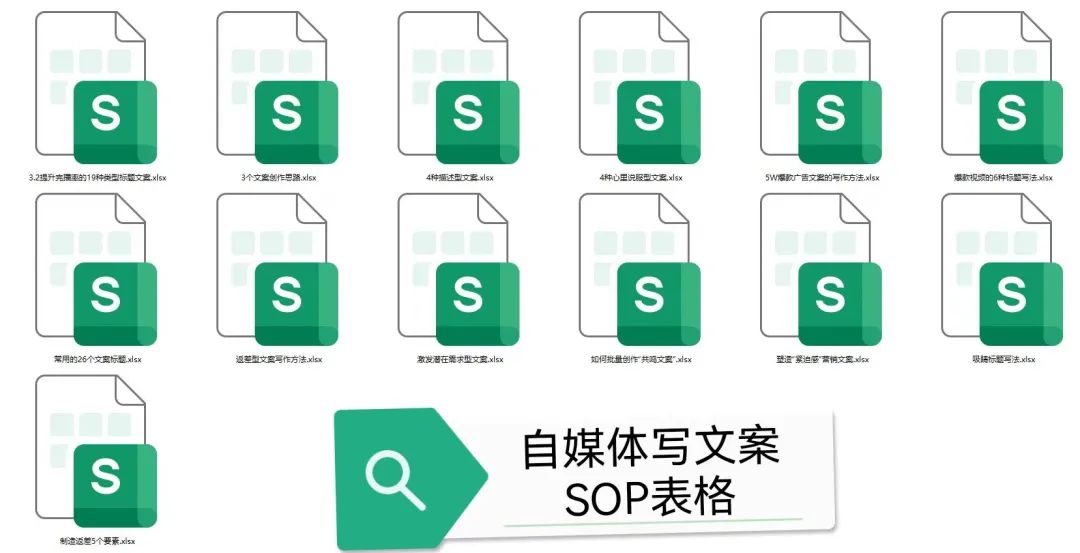 S S S S S S
3.2提升完播率的19种类型标题文案.xlsx
3个文案创作思路.xlsx
4种描述型文案.xlsx
4种心里说服型文案.xlsx
5W爆款广告文案的写作方法.xlsx
爆款视频的6种标题写法.xlsx
S S S S S S
常用的26个文案标题.xlsx
返差型文案写作方法.xlsx
激发潜在需求型文案.xlsx
如何批量创作“共鸣文案”.xlsx
塑造“紧迫感”营销文案.xlsx
吸睛标题写法.xlsx
S
制造返差5个要素.xlsx
自媒体写文案
SOP表格